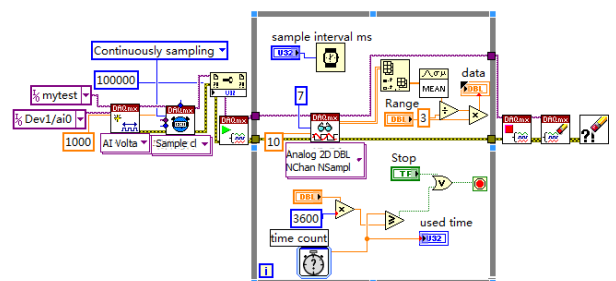 sample interval ms
U32
Continuously sampling
100000
mytest
Dev1/ai0
1000
AI Volta
Sample cl
DAQmx
DAQmx
DAQmx
7
DAQmx
10
Analog 2D DBL
NChan NSampl
MEAN
data
DBL
Range
DBL
3
DAQmx
DAQmx
?!
Stop
TF
DBL
3600
time count
used time
U32
i